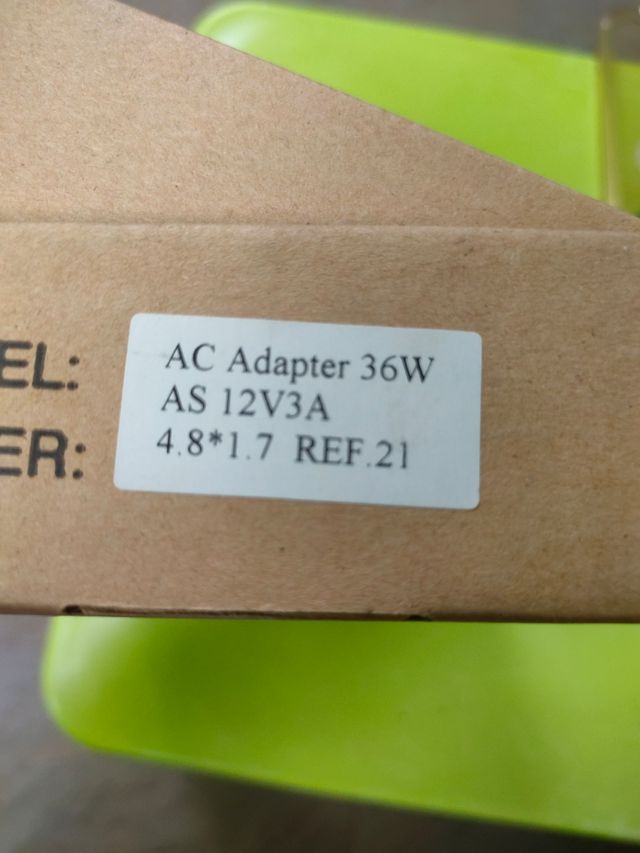 EL:
ER:
AC Adapter 36W
AS 12V3A
4.8*1.7 REF.21